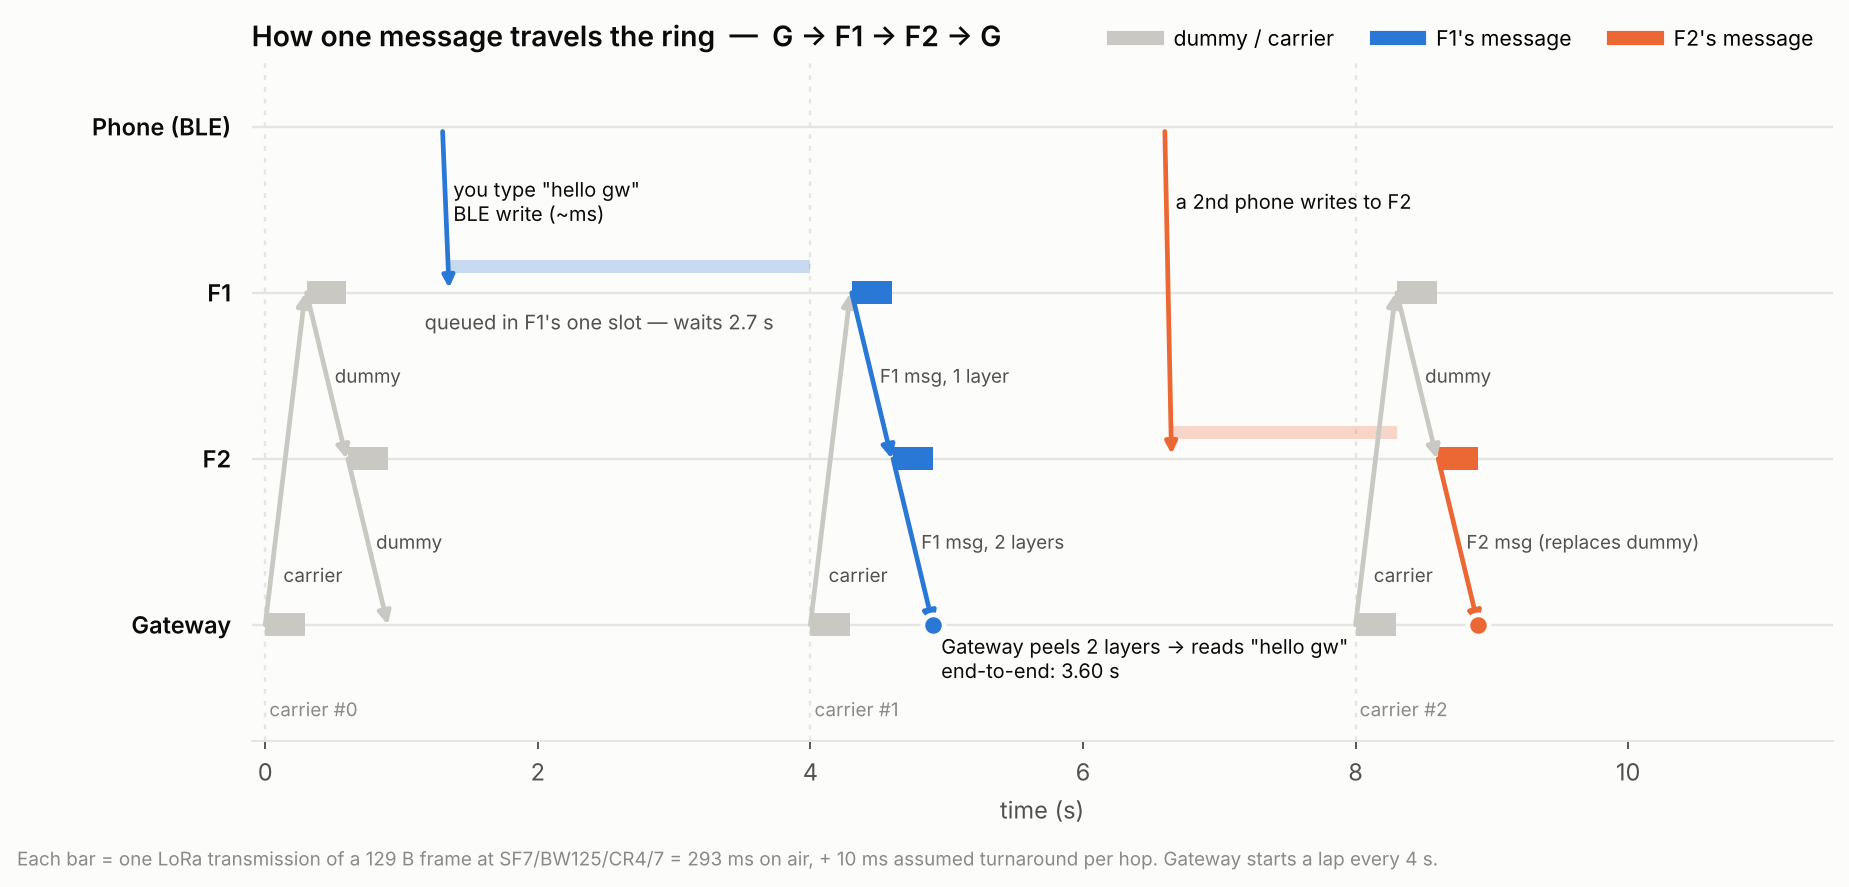 How one message travels the ring — G → F1 → F2 → G
dummy / carrier
F1's message
F2's message
Phone (BLE)
you type "hello gw"
BLE write (~ms)
a 2nd phone writes to F2
F1
queued in F1's one slot — waits 2.7 s
dummy
F1 msg, 1 layer
dummy
F2
dummy
F1 msg, 2 layers
F2 msg (replaces dummy)
carrier
carrier
carrier
Gateway
Gateway peels 2 layers → reads "hello gw"
end-to-end: 3.60 s
carrier #0
carrier #1
carrier #2
0
2
4
6
8
10
time (s)
Each bar = one LoRa transmission of a 129 B frame at SF7/BW125/CR4/7 = 293 ms on air, + 10 ms assumed turnaround per hop. Gateway starts a lap every 4 s.